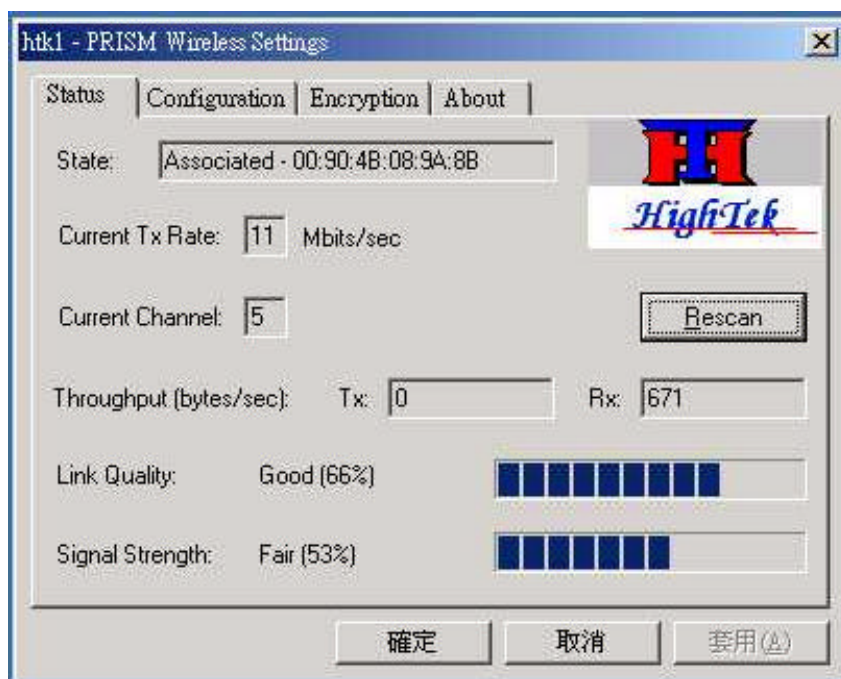 htk1 - PRISM Wireless Settings
Status Configuration Encryption About
State: Associated - 00:90:4B:08:9A:8B
HighTek
Current Tx Rate: 11 Mbits/sec
Current Channel: 5 Rescan
Throughput (bytes/sec): Tx: 0 Rx: 671
Link Quality: Good (66%)
Signal Strength: Fair (53%)
確定 取消 套用(A)